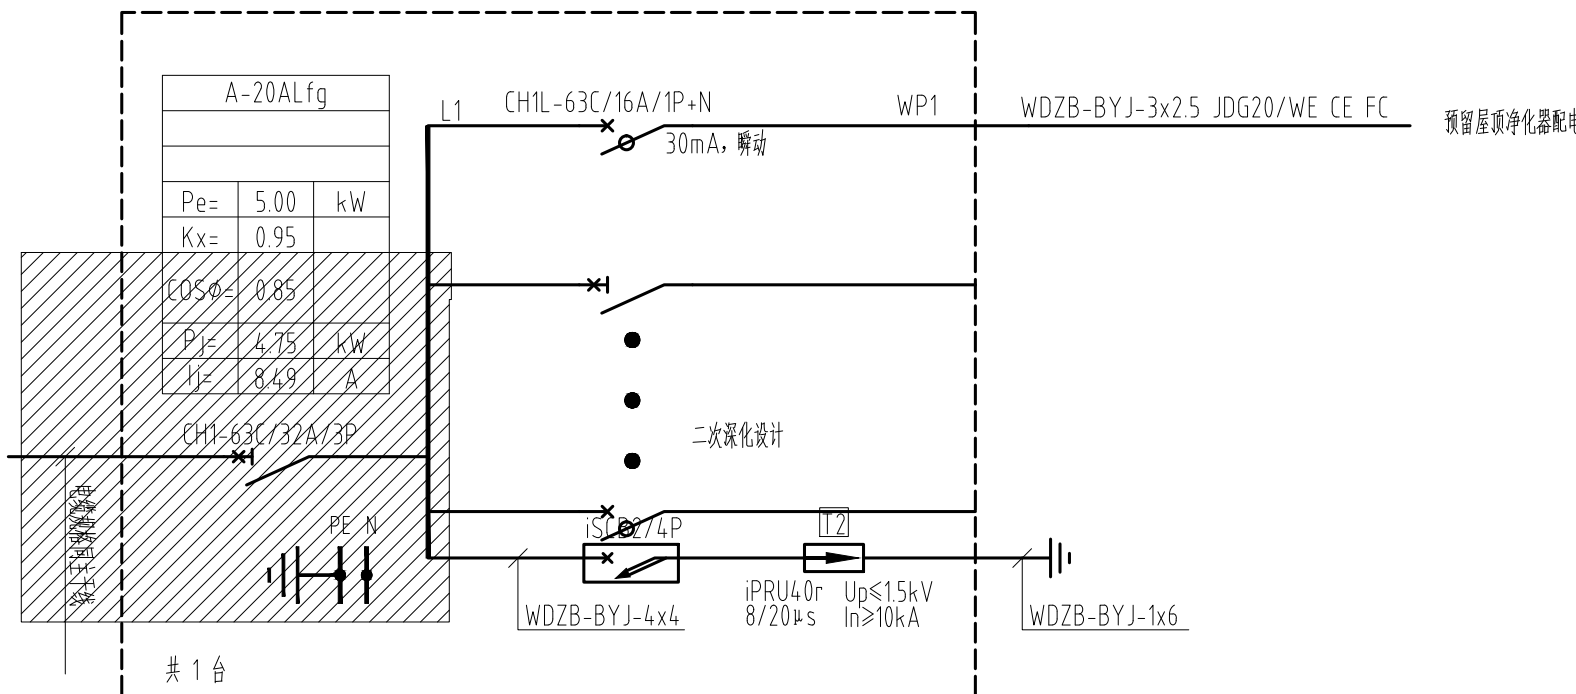 A-20ALfg
Pe= 5.00 kW
Kx= 0.95
COSφ= 0.85
Pj= 4.75 kW
Ij= 8.49 A
L1
CH1L-63C/16A/1P+N
30mA，瞬动
WP1
WDZB-BYJ-3x2.5 JDG20/WE CE FC
预留屋顶净化器配电
CH1-63C/32A/3P
二次深化设计
PE N
iSCB2/4P
T2
iPRU40r Up≤1.5kV
8/20μs In≥10kA
WDZB-BYJ-4x4
WDZB-BYJ-1x6
共 1 台